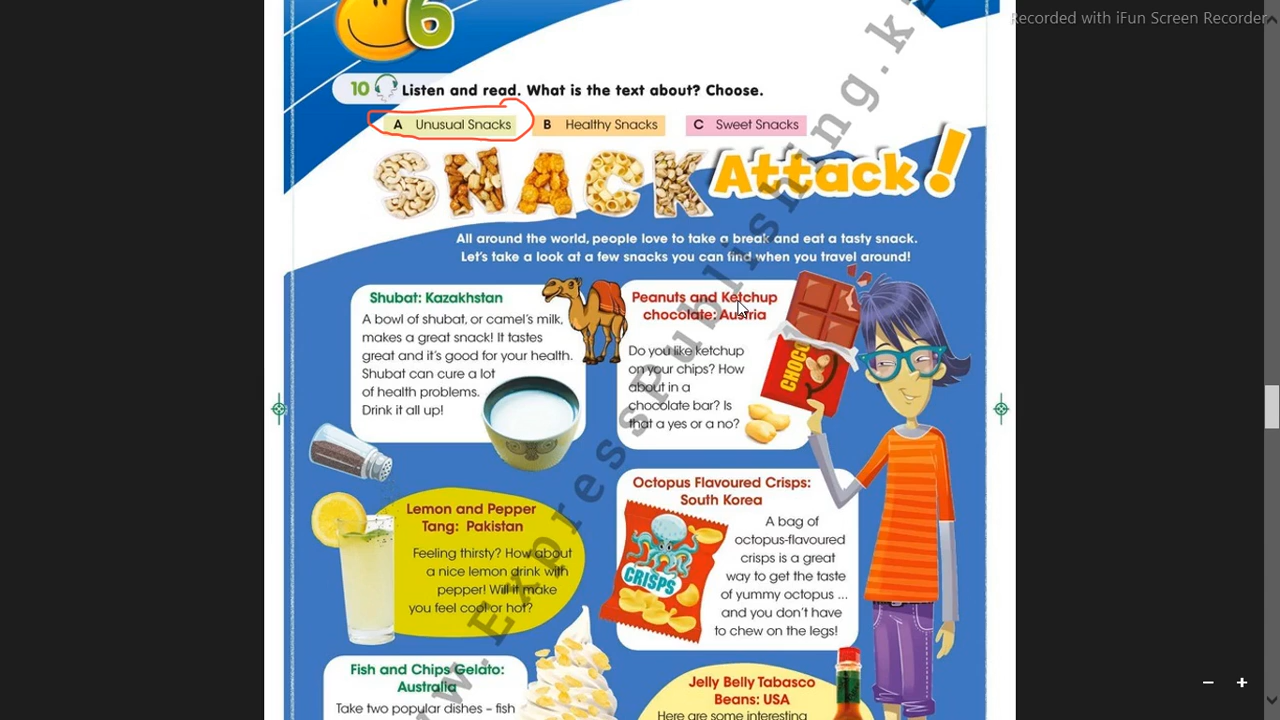 Recorded with iFun Screen Recorder
6
10 Listen and read. What is the text about? Choose.
A Unusual Snacks
B Healthy Snacks
C Sweet Snacks
SNACK Attack!
All around the world, people love to take a break and eat a tasty snack.
Let's take a look at a few snacks you can find when you travel around!
Shubat: Kazakhstan
A bowl of shubat, or camel's milk,
makes a great snack! It tastes
great and it's good for your health.
Shubat can cure a lot
of health problems.
Drink it all up!
Peanuts and Ketchup
chocolate: Austria
Do you like ketchup
on your chips? How
about in a
chocolate bar? Is
that a yes or a no?
CHOCO
Lemon and Pepper
Tang: Pakistan
Feeling thirsty? How about
a nice lemon drink with
pepper! Will it make
you feel cool or hot?
Octopus Flavoured Crisps:
South Korea
A bag of
octopus-flavoured
crisps is a great
way to get the taste
of yummy octopus ...
and you don't have
to chew on the legs!
CRISPS
Fish and Chips Gelato:
Australia
Take two popular dishes – fish
Jelly Belly Tabasco
Beans: USA
Here are some interesting
www.ExpressPublishing.k